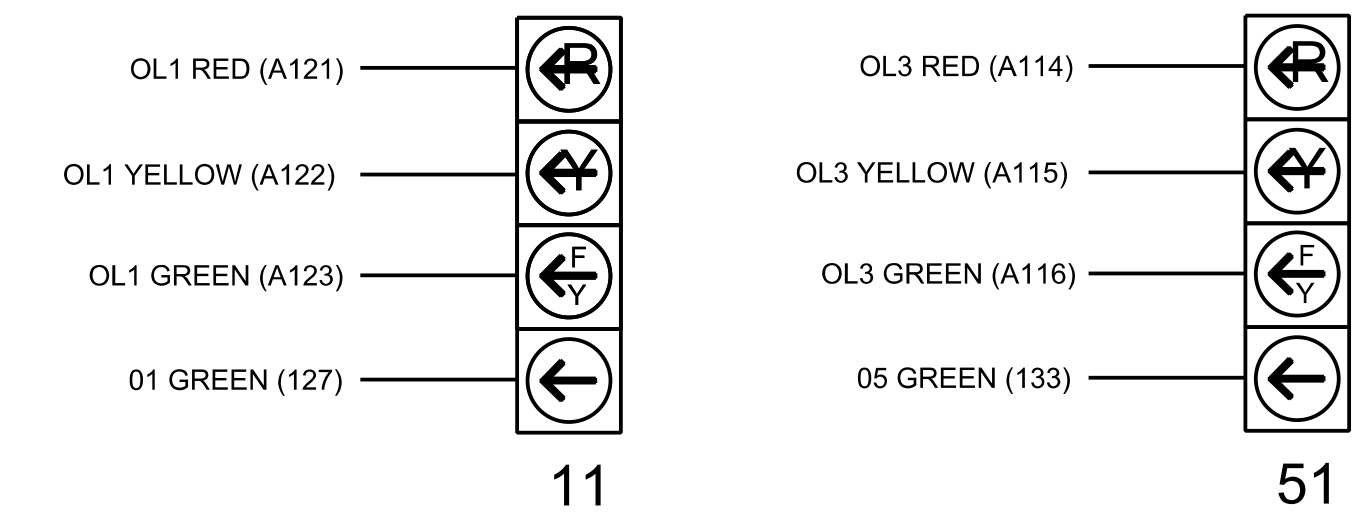 OL1 RED (A121)
R
OL1 YELLOW (A122)
Y
OL1 GREEN (A123)
F
Y
01 GREEN (127)
11
OL3 RED (A114)
R
OL3 YELLOW (A115)
Y
OL3 GREEN (A116)
F
Y
05 GREEN (133)
51